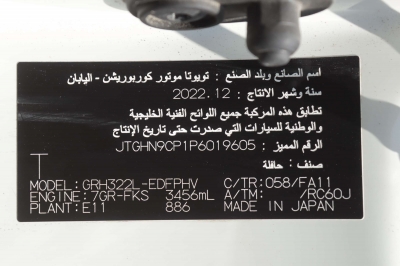 اسم الصانع وبلد الصنع : تويوتا موتور كوربوريشن - اليابان
سنة وشهر الانتاج : 2022.12
تطابق هذه المركبة جميع اللوائح الفنية الخليجية
والوطنية للسيارات التي صدرت حتى تاريخ الإنتاج
الرقم المميز : JTGHN9CP1P6019605
صنف : حافلة
T
MODEL: GRH322L-EDFPHV C/TR: 058/FA11
ENGINE: 7GR-FKS 3456mL A/TM: /RC60J
PLANT: E11 886 MADE IN JAPAN